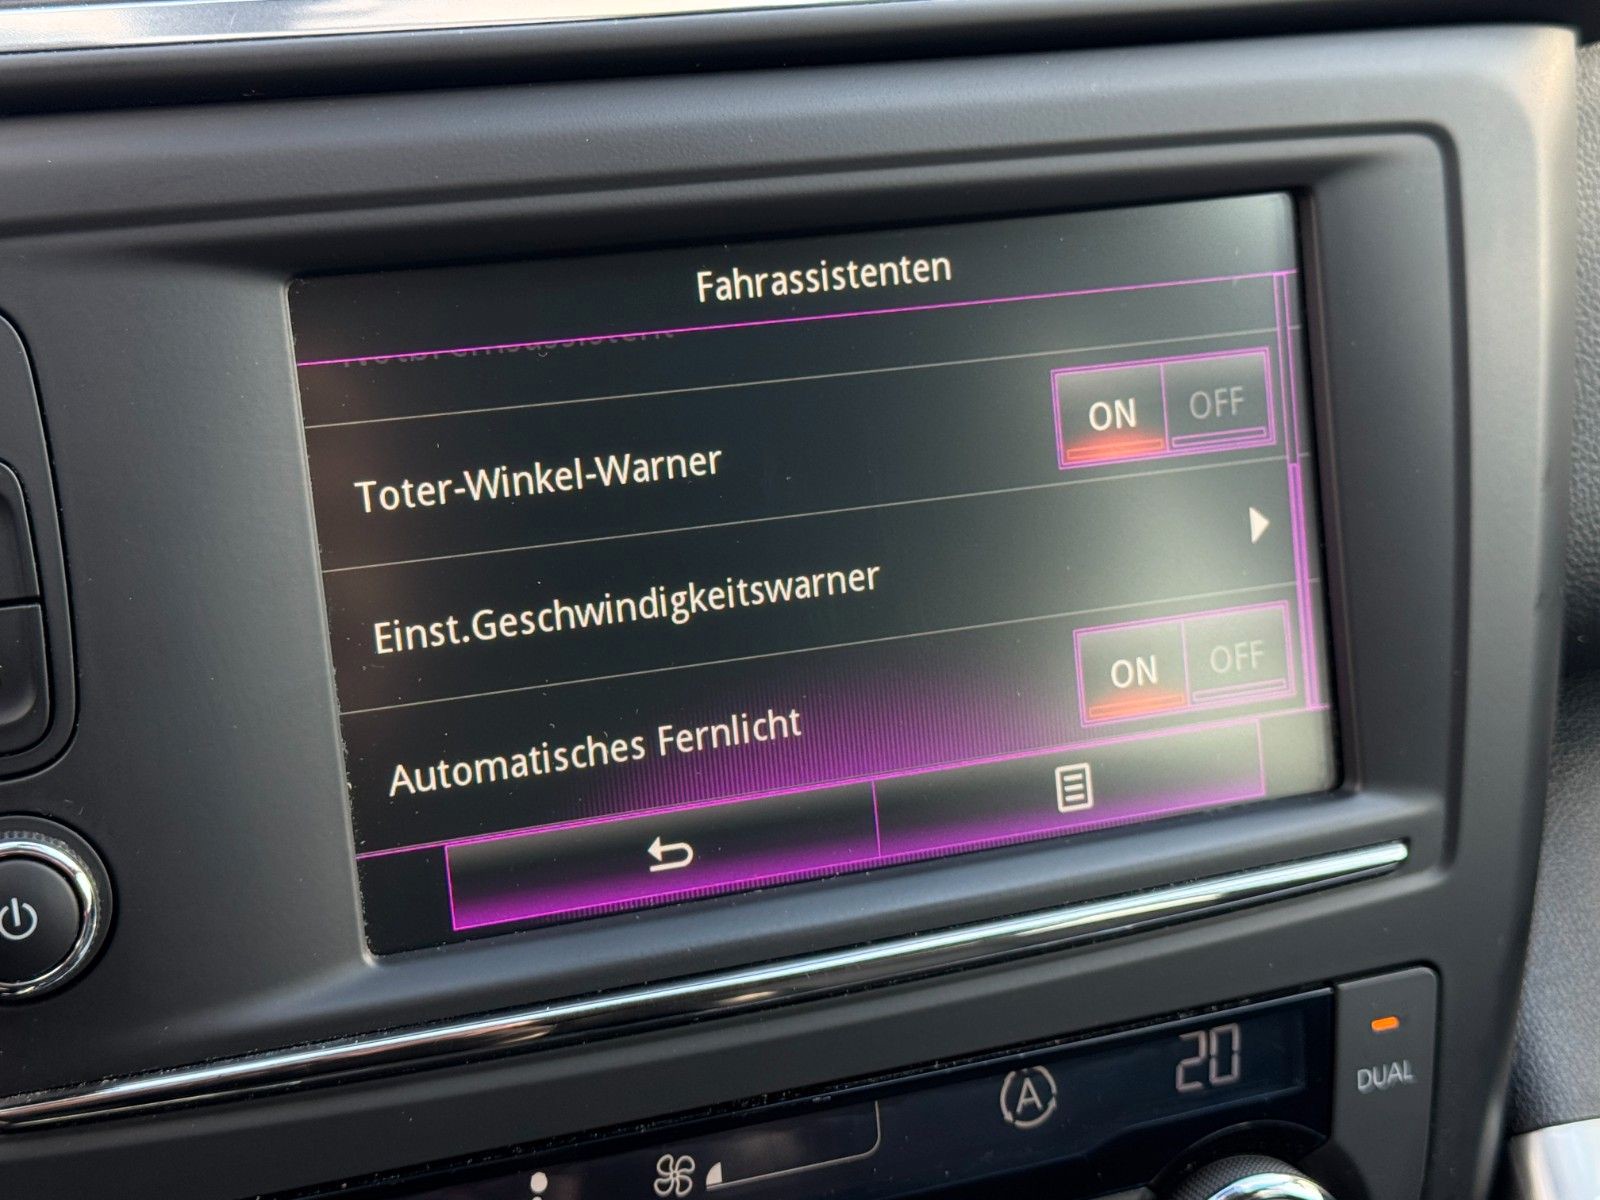 Fahrassistenten
Toter-Winkel-Warner
ON OFF
Einst.Geschwindigkeitswarner
Automatisches Fernlicht
ON OFF
A
20
DUAL